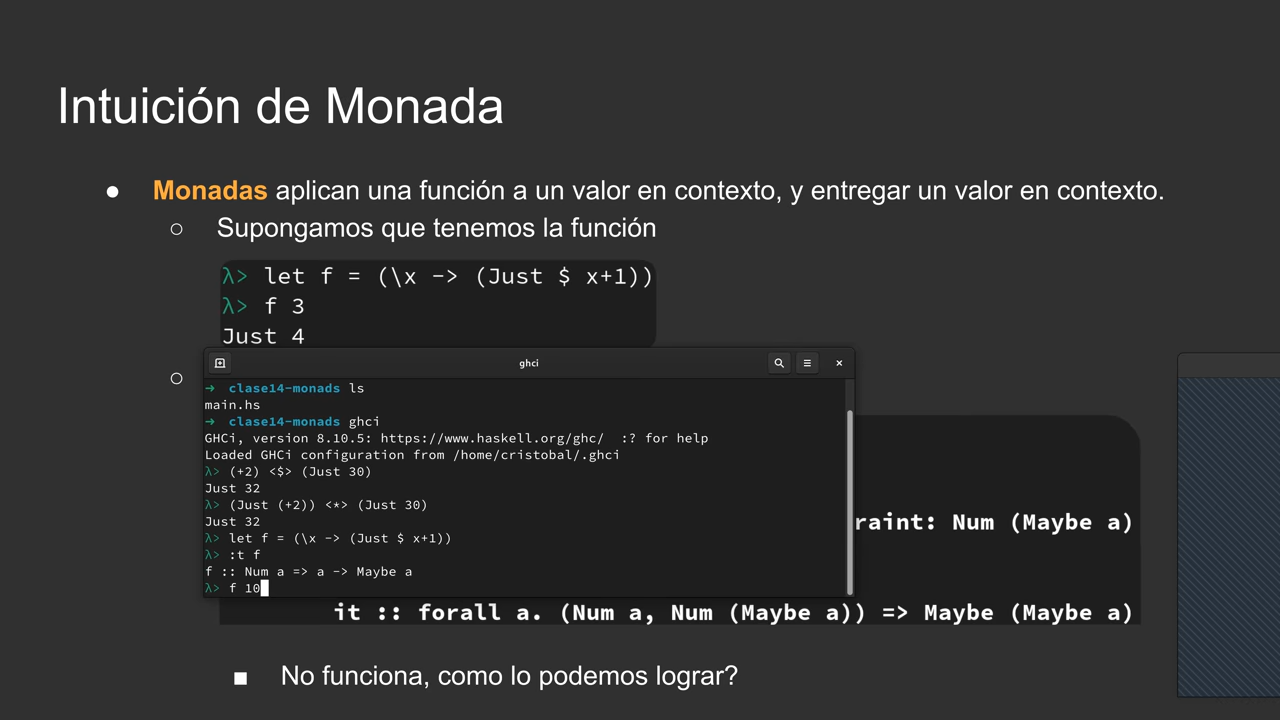 Intuición de Monada
● Monadas aplican una función a un valor en contexto, y entregar un valor en contexto.
○ Supongamos que tenemos la función
λ> let f = (\x -> (Just $ x+1))
λ> f 3
Just 4
ghci
➜ clase14-monads ls
main.hs
➜ clase14-monads ghci
GHCi, version 8.10.5: https://www.haskell.org/ghc/  :? for help
Loaded GHCi configuration from /home/cristobal/.ghci
λ> (+2) <$> (Just 30)
Just 32
λ> (Just (+2)) <*> (Just 30)
Just 32
λ> let f = (\x -> (Just $ x+1))
λ> :t f
f :: Num a => a -> Maybe a
λ> f 10
raint: Num (Maybe a)
it :: forall a. (Num a, Num (Maybe a)) => Maybe (Maybe a)
■ No funciona, como lo podemos lograr?